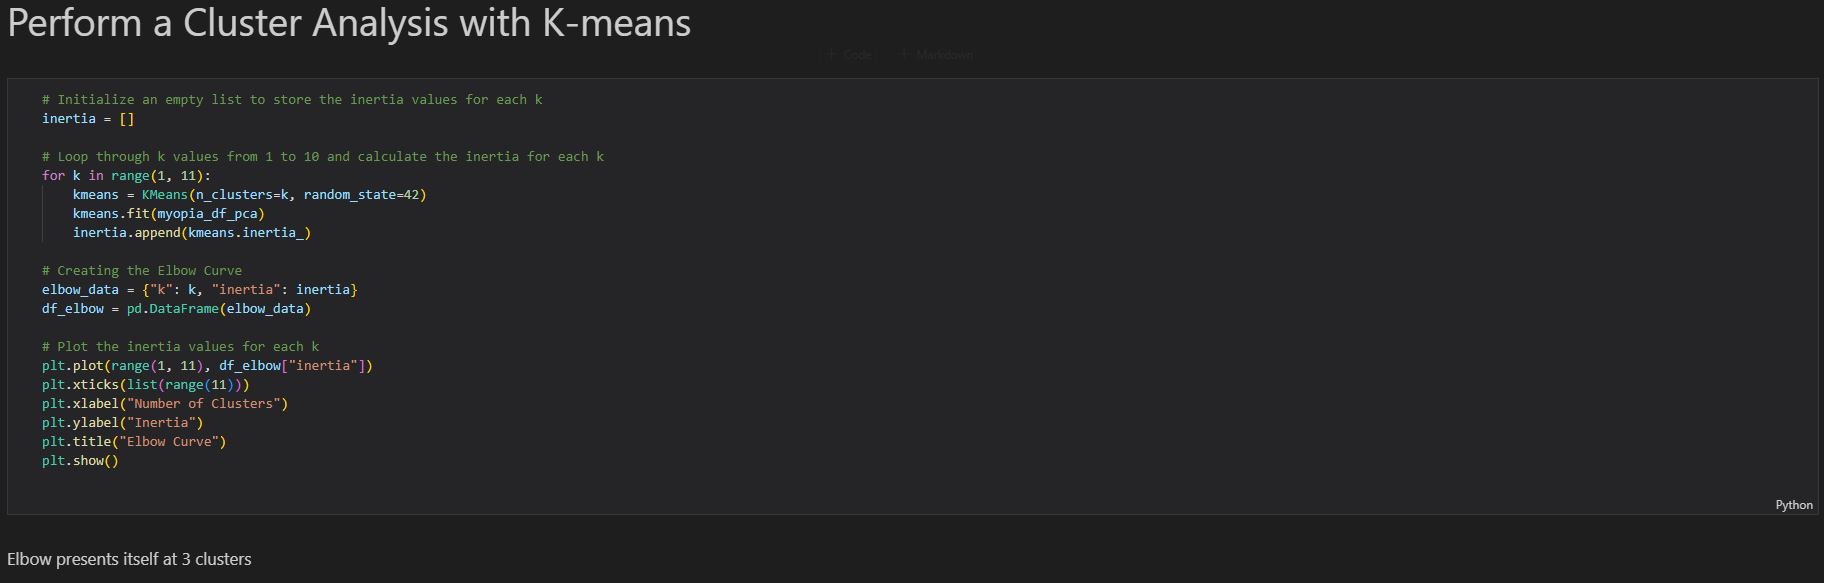 Perform a Cluster Analysis with K-means
+ Code + Markdown
# Initialize an empty list to store the inertia values for each k
inertia = []
# Loop through k values from 1 to 10 and calculate the inertia for each k
for k in range(1, 11):
    kmeans = KMeans(n_clusters=k, random_state=42)
    kmeans.fit(myopia_df_pca)
    inertia.append(kmeans.inertia_)
# Creating the Elbow Curve
elbow_data = {"k": k, "inertia": inertia}
df_elbow = pd.DataFrame(elbow_data)
# Plot the inertia values for each k
plt.plot(range(1, 11), df_elbow["inertia"])
plt.xticks(list(range(11)))
plt.xlabel("Number of Clusters")
plt.ylabel("Inertia")
plt.title("Elbow Curve")
plt.show()
Python
Elbow presents itself at 3 clusters